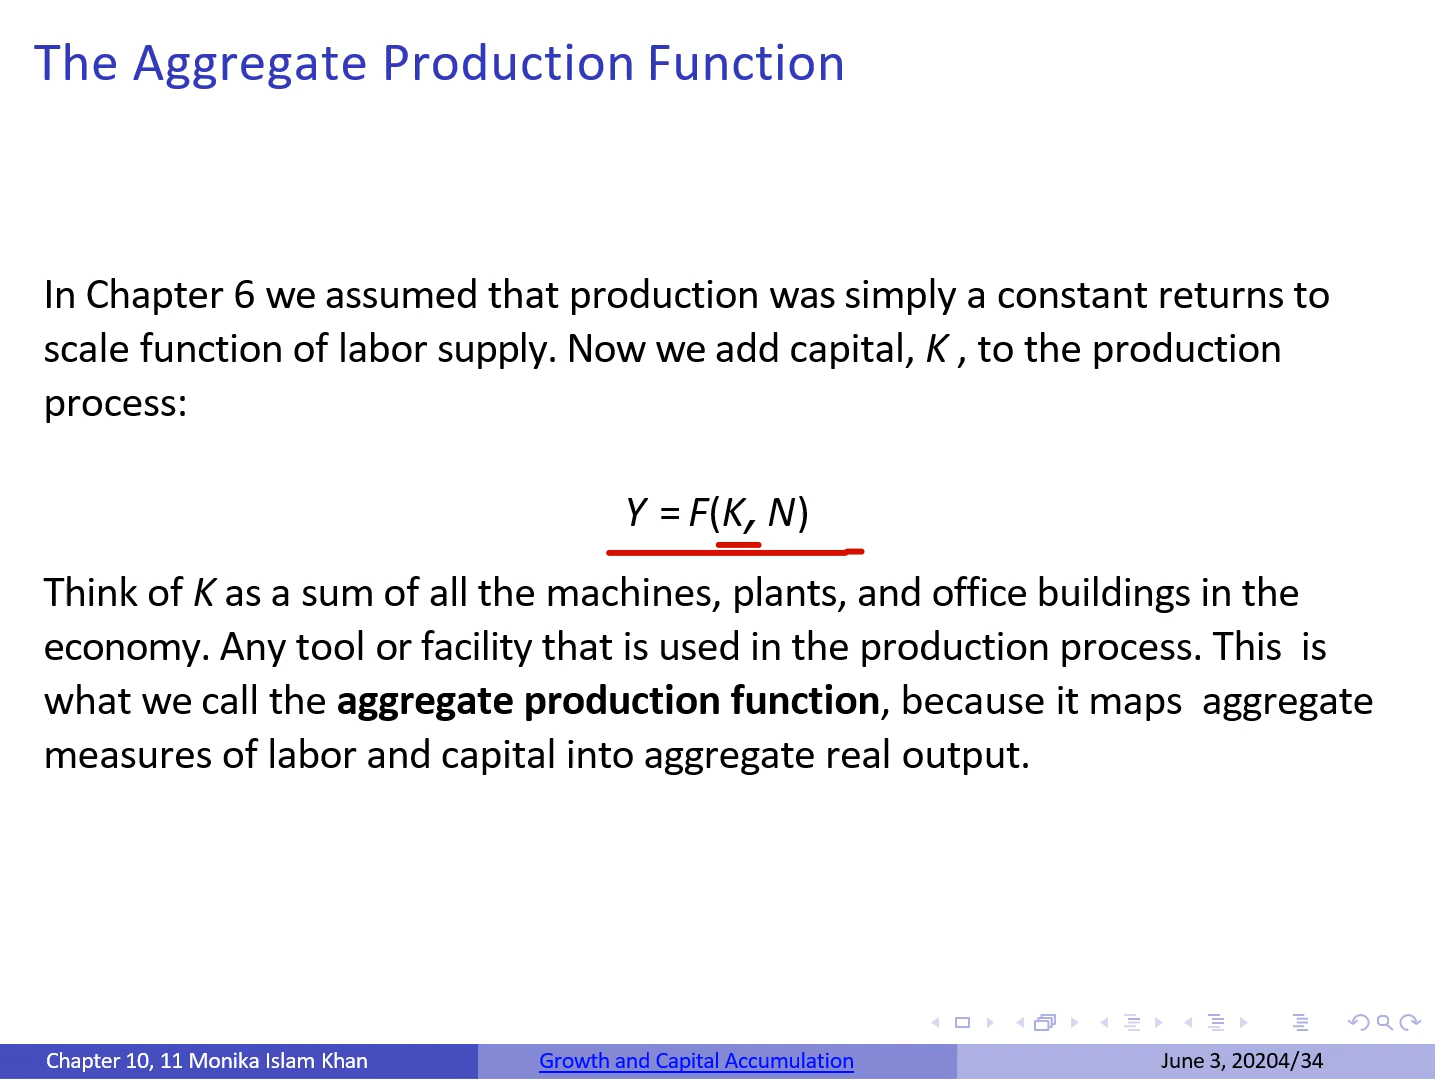 The Aggregate Production Function
In Chapter 6 we assumed that production was simply a constant returns to
scale function of labor supply. Now we add capital, K , to the production
process:
Y = F(K, N)
Think of K as a sum of all the machines, plants, and office buildings in the
economy. Any tool or facility that is used in the production process. This is
what we call the aggregate production function, because it maps aggregate
measures of labor and capital into aggregate real output.
Chapter 10, 11 Monika Islam Khan Growth and Capital Accumulation June 3, 20204/34